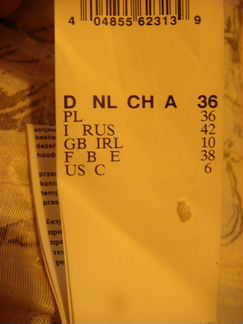 4 04855 62313 9
D NL CH A 36
PL 36
I RUS 42
GB IRL 10
F B E 38
US C 6